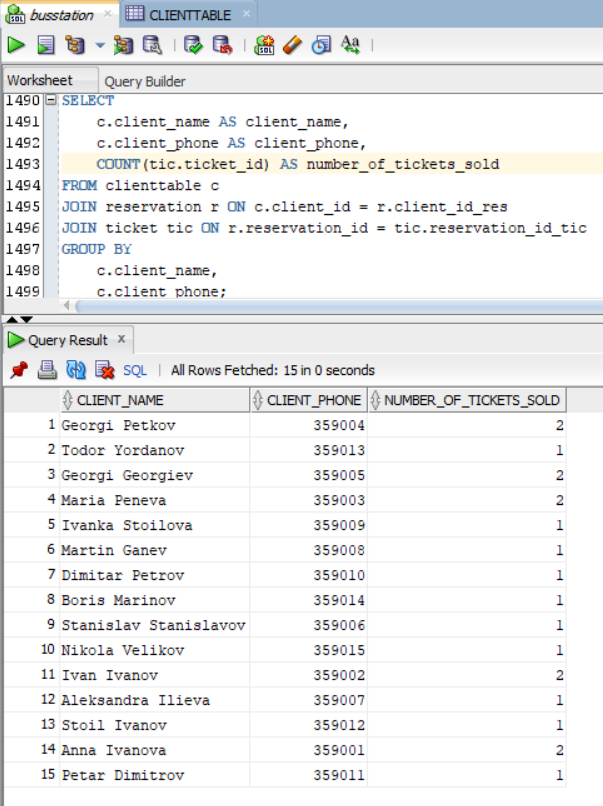 busstation × CLIENTTABLE ×
SQL Aa
Worksheet Query Builder
1490 SELECT
1491 c.client_name AS client_name,
1492 c.client_phone AS client_phone,
1493 COUNT(tic.ticket_id) AS number_of_tickets_sold
1494 FROM clienttable c
1495 JOIN reservation r ON c.client_id = r.client_id_res
1496 JOIN ticket tic ON r.reservation_id = tic.reservation_id_tic
1497 GROUP BY
1498 c.client_name,
1499 c.client_phone;
Query Result ×
SQL | All Rows Fetched: 15 in 0 seconds
CLIENT_NAME CLIENT_PHONE NUMBER_OF_TICKETS_SOLD
1 Georgi Petkov 359004 2
2 Todor Yordanov 359013 1
3 Georgi Georgiev 359005 2
4 Maria Peneva 359003 2
5 Ivanka Stoilova 359009 1
6 Martin Ganev 359008 1
7 Dimitar Petrov 359010 1
8 Boris Marinov 359014 1
9 Stanislav Stanislavov 359006 1
10 Nikola Velikov 359015 1
11 Ivan Ivanov 359002 2
12 Aleksandra Ilieva 359007 1
13 Stoil Ivanov 359012 1
14 Anna Ivanova 359001 2
15 Petar Dimitrov 359011 1